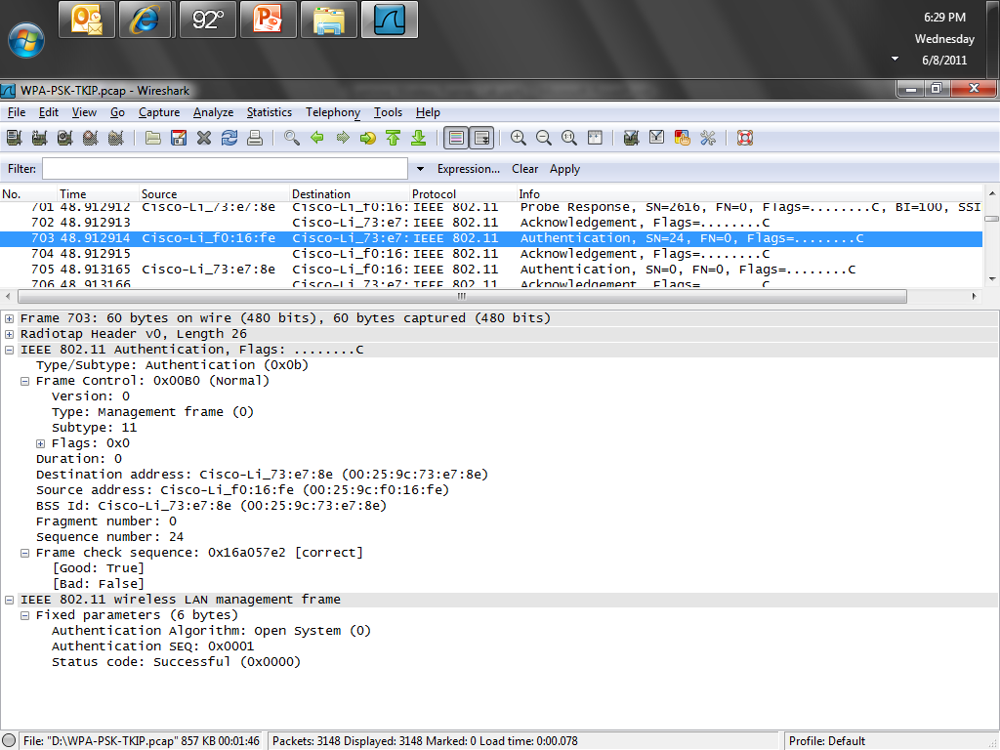 92°
6:29 PM
Wednesday
6/8/2011
WPA-PSK-TKIP.pcap - Wireshark
File Edit View Go Capture Analyze Statistics Telephony Tools Help
Filter: Expression... Clear Apply
No. Time Source Destination Protocol Info
701 48.912912 Cisco-Li_73:e7:8e Cisco-Li_f0:16: IEEE 802.11 Probe Response, SN=2616, FN=0, Flags=........C, BI=100, SSI
702 48.912913 Cisco-Li_73:e7: IEEE 802.11 Acknowledgement, Flags=........C
703 48.912914 Cisco-Li_f0:16:fe Cisco-Li_73:e7: IEEE 802.11 Authentication, SN=24, FN=0, Flags=........C
704 48.912915 Cisco-Li_f0:16: IEEE 802.11 Acknowledgement, Flags=........C
705 48.913165 Cisco-Li_73:e7:8e Cisco-Li_f0:16: IEEE 802.11 Authentication, SN=0, FN=0, Flags=........C
706 48.913166 Cisco-Li_73:e7: IEEE 802.11 Acknowledgement, Flags=........C
Frame 703: 60 bytes on wire (480 bits), 60 bytes captured (480 bits)
Radiotap Header v0, Length 26
IEEE 802.11 Authentication, Flags: ........C
Type/Subtype: Authentication (0x0b)
Frame Control: 0x00B0 (Normal)
Version: 0
Type: Management frame (0)
Subtype: 11
Flags: 0x0
Duration: 0
Destination address: Cisco-Li_73:e7:8e (00:25:9c:73:e7:8e)
Source address: Cisco-Li_f0:16:fe (00:25:9c:f0:16:fe)
BSS Id: Cisco-Li_73:e7:8e (00:25:9c:73:e7:8e)
Fragment number: 0
Sequence number: 24
Frame check sequence: 0x16a057e2 [correct]
[Good: True]
[Bad: False]
IEEE 802.11 wireless LAN management frame
Fixed parameters (6 bytes)
Authentication Algorithm: Open System (0)
Authentication SEQ: 0x0001
Status code: Successful (0x0000)
File: "D:\WPA-PSK-TKIP.pcap" 857 KB 00:01:46 Packets: 3148 Displayed: 3148 Marked: 0 Load time: 0:00.078 Profile: Default